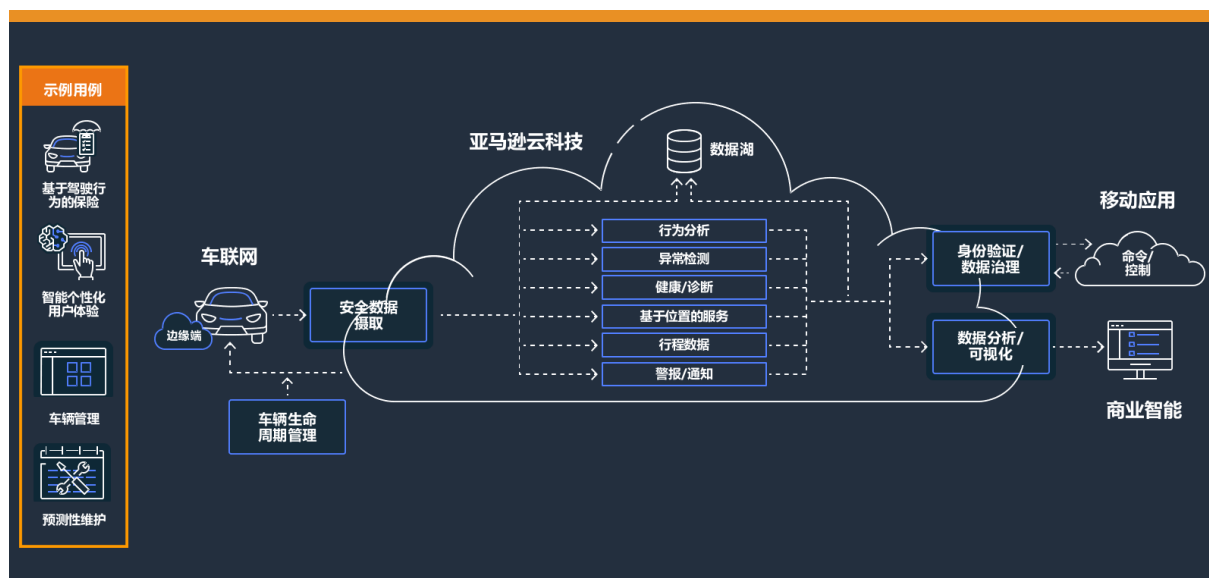 示例用例
基于驾驶行
为的保险
智能个性化
用户体验
车辆管理
预测性维护
车联网
边缘端
安全数据
摄取
车辆生命
周期管理
亚马逊云科技
数据湖
行为分析
异常检测
健康/诊断
基于位置的服务
行程数据
警报/通知
身份验证/
数据治理
数据分析/
可视化
移动应用
命令/
控制
商业智能